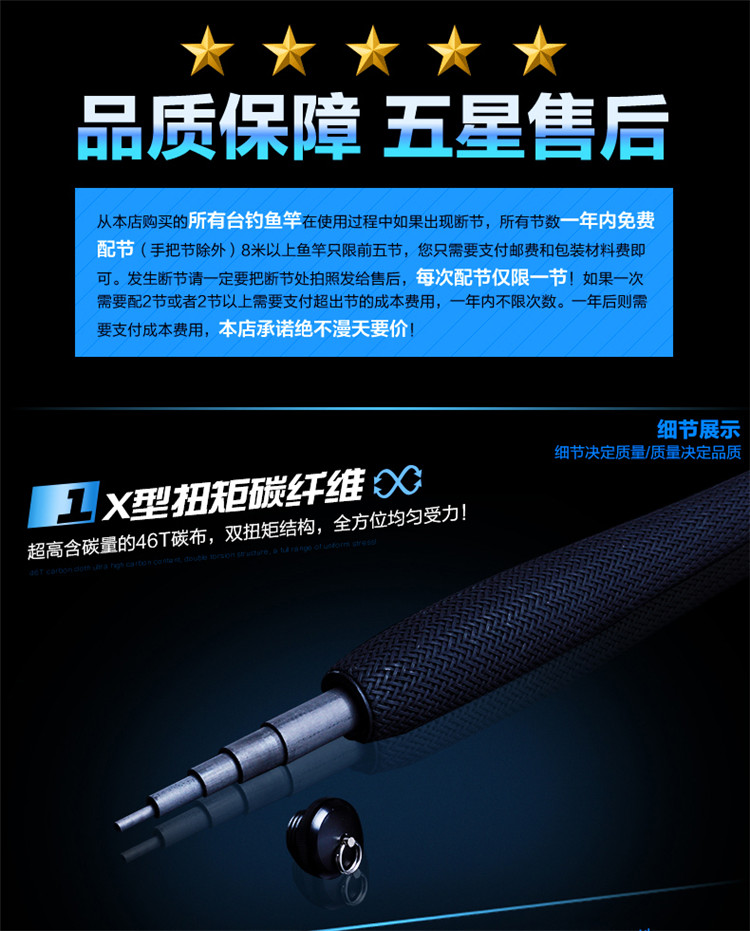 品质保障 五星售后
从本店购买的所有台钓鱼竿在使用过程中如果出现断节，所有节数一年内免费
配节（手把节除外）8米以上鱼竿只限前五节，您只需要支付邮费和包装材料费即
可。发生断节请一定要把断节处拍照发给售后，每次配节仅限一节！如果一次
需要配2节或者2节以上需要支付超出节的成本费用，一年内不限次数。一年后则需
要支付成本费用，本店承诺绝不漫天要价！
细节展示
细节决定质量/质量决定品质
1 X型扭矩碳纤维
超高含碳量的46T碳布，双扭矩结构，全方位均匀受力！